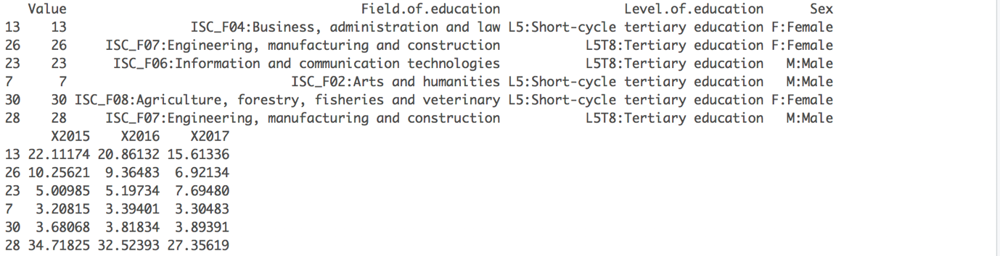 Value Field.of.education Level.of.education Sex
13 13 ISC_F04:Business, administration and law L5:Short-cycle tertiary education F:Female
26 26 ISC_F07:Engineering, manufacturing and construction L5T8:Tertiary education F:Female
23 23 ISC_F06:Information and communication technologies L5T8:Tertiary education M:Male
7 7 ISC_F02:Arts and humanities L5:Short-cycle tertiary education M:Male
30 30 ISC_F08:Agriculture, forestry, fisheries and veterinary L5:Short-cycle tertiary education F:Female
28 28 ISC_F07:Engineering, manufacturing and construction L5T8:Tertiary education M:Male
X2015 X2016 X2017
13 22.11174 20.86132 15.61336
26 10.25621 9.36483 6.92134
23 5.00985 5.19734 7.69480
7 3.20815 3.39401 3.30483
30 3.68068 3.81834 3.89391
28 34.71825 32.52393 27.35619